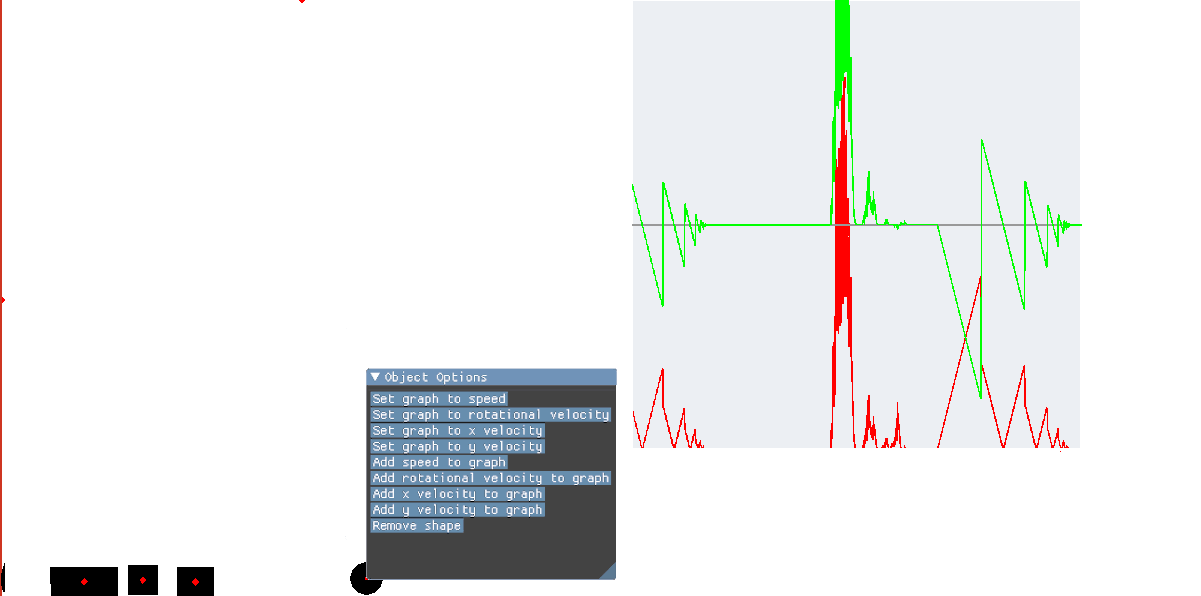 Object Options
Set graph to speed
Set graph to rotational velocity
Set graph to x velocity
Set graph to y velocity
Add speed to graph
Add rotational velocity to graph
Add x velocity to graph
Add y velocity to graph
Remove shape